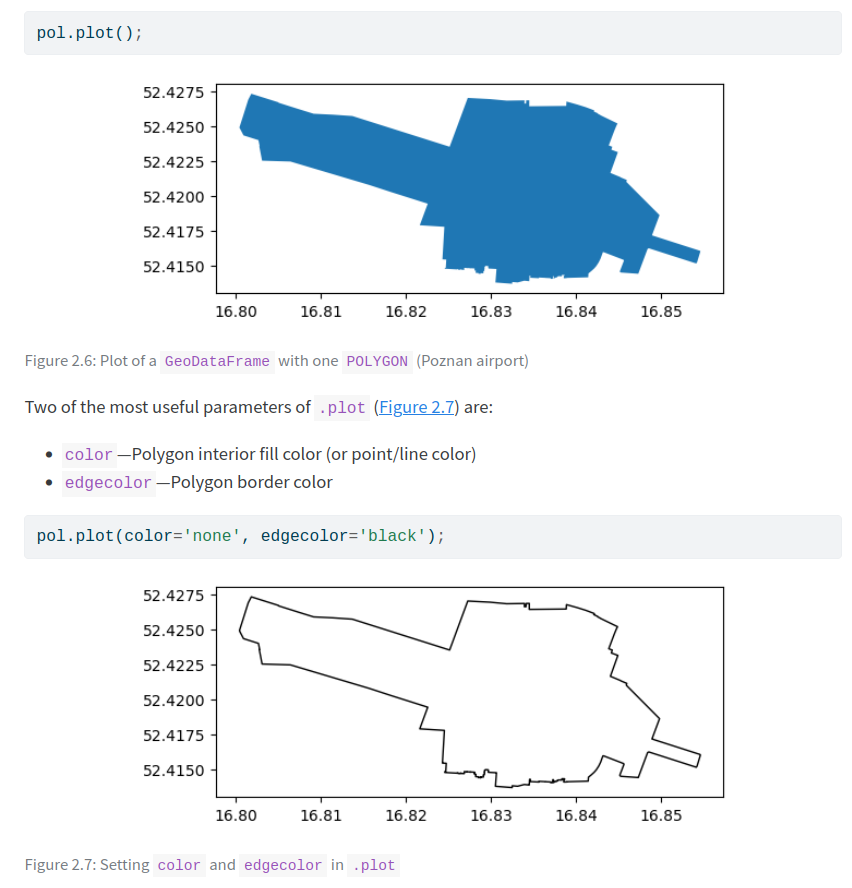 pol.plot();
52.4275
52.4250
52.4225
52.4200
52.4175
52.4150
16.80 16.81 16.82 16.83 16.84 16.85
Figure 2.6: Plot of a GeoDataFrame with one POLYGON (Poznan airport)
Two of the most useful parameters of .plot (Figure 2.7) are:
• color—Polygon interior fill color (or point/line color)
• edgecolor—Polygon border color
pol.plot(color='none', edgecolor='black');
52.4275
52.4250
52.4225
52.4200
52.4175
52.4150
16.80 16.81 16.82 16.83 16.84 16.85
Figure 2.7: Setting color and edgecolor in .plot